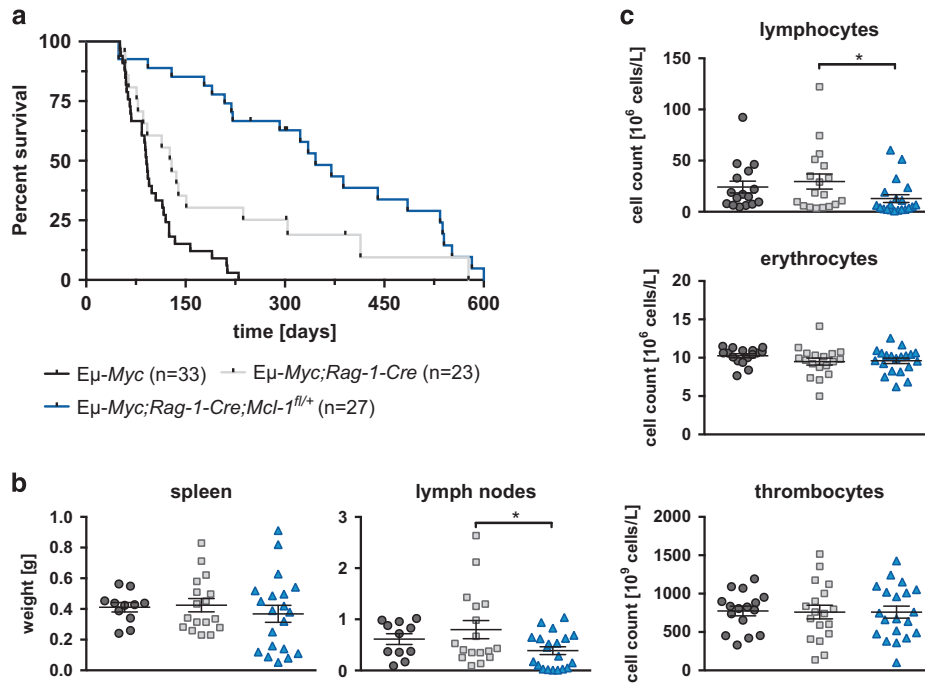 a
Percent survival
100
75
50
25
0
0 150 300 450 600
time [days]
Eμ-Myc (n=33) Eμ-Myc;Rag-1-Cre (n=23)
Eμ-Myc;Rag-1-Cre;Mcl-1fl/+ (n=27)
b
spleen
weight [g]
1.0
0.8
0.6
0.4
0.2
0.0
lymph nodes
3
2
1
0
*
c
lymphocytes
cell count [10⁶ cells/L]
150
100
50
0
*
erythrocytes
cell count [10⁶ cells/L]
20
15
10
5
0
thrombocytes
cell count [10⁹ cells/L]
2000
1500
1000
500
0